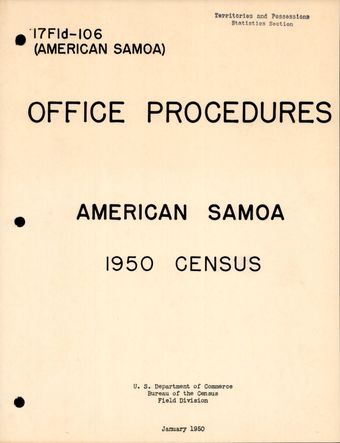 Territories and Possessions
Statistics Section
17Fld-106
(AMERICAN SAMOA)
OFFICE PROCEDURES
AMERICAN SAMOA
1950 CENSUS
U. S. Department of Commerce
Bureau of the Census
Field Division
January 1950